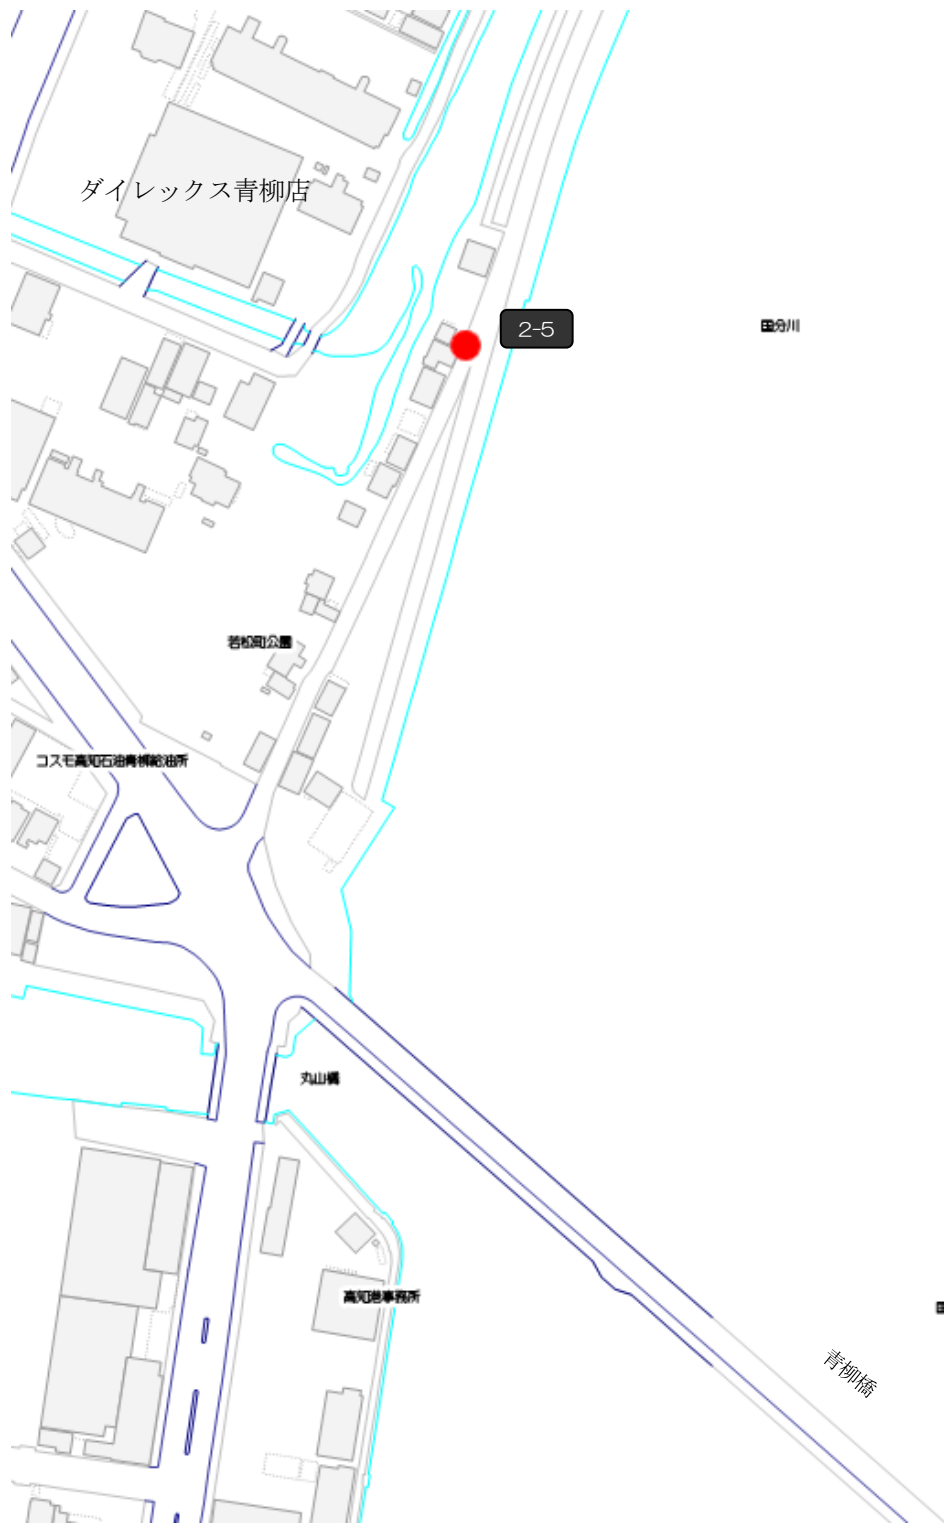 ダイレックス青柳店
2-5
国分川
若松町公園
コスモ高知石油青柳給油所
丸山橋
高知港事務所
青柳橋